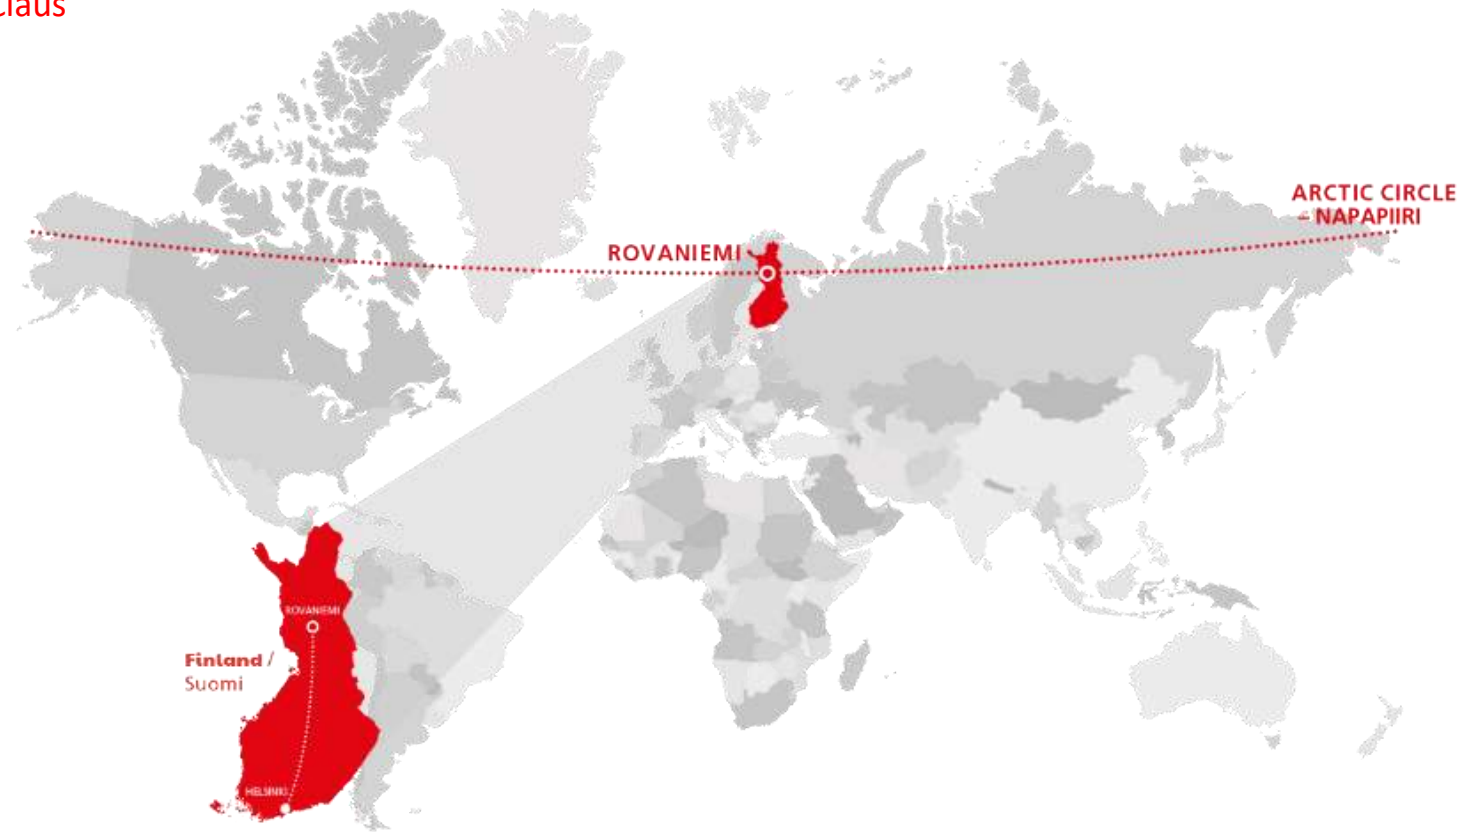 Claus
ARCTIC CIRCLE
– NAPAPIIRI
ROVANIEMI
ROVANIEMI
Finland /
Suomi
HELSINKI